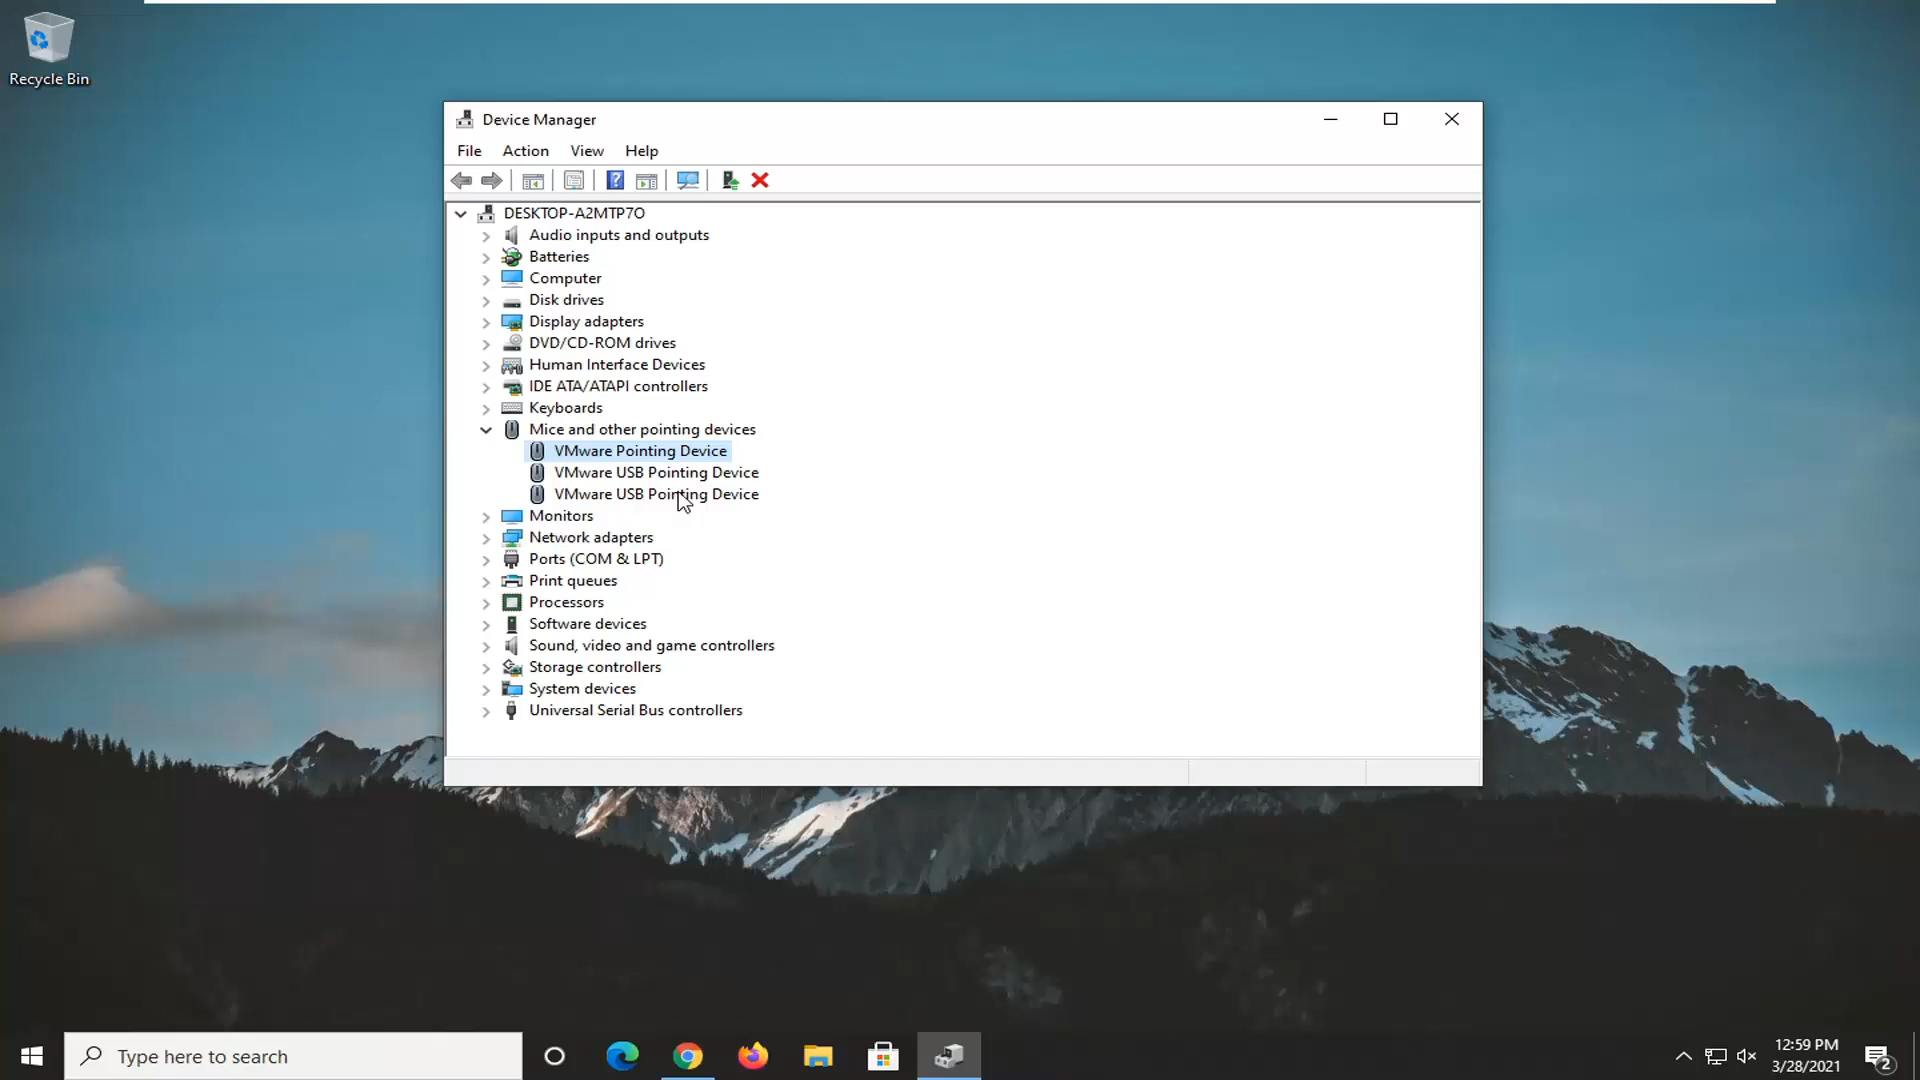 Recycle Bin
Device Manager
File Action View Help
DESKTOP-A2MTP7O
Audio inputs and outputs
Batteries
Computer
Disk drives
Display adapters
DVD/CD-ROM drives
Human Interface Devices
IDE ATA/ATAPI controllers
Keyboards
Mice and other pointing devices
VMware Pointing Device
VMware USB Pointing Device
VMware USB Pointing Device
Monitors
Network adapters
Ports (COM & LPT)
Print queues
Processors
Software devices
Sound, video and game controllers
Storage controllers
System devices
Universal Serial Bus controllers
Type here to search
12:59 PM
3/28/2021
2